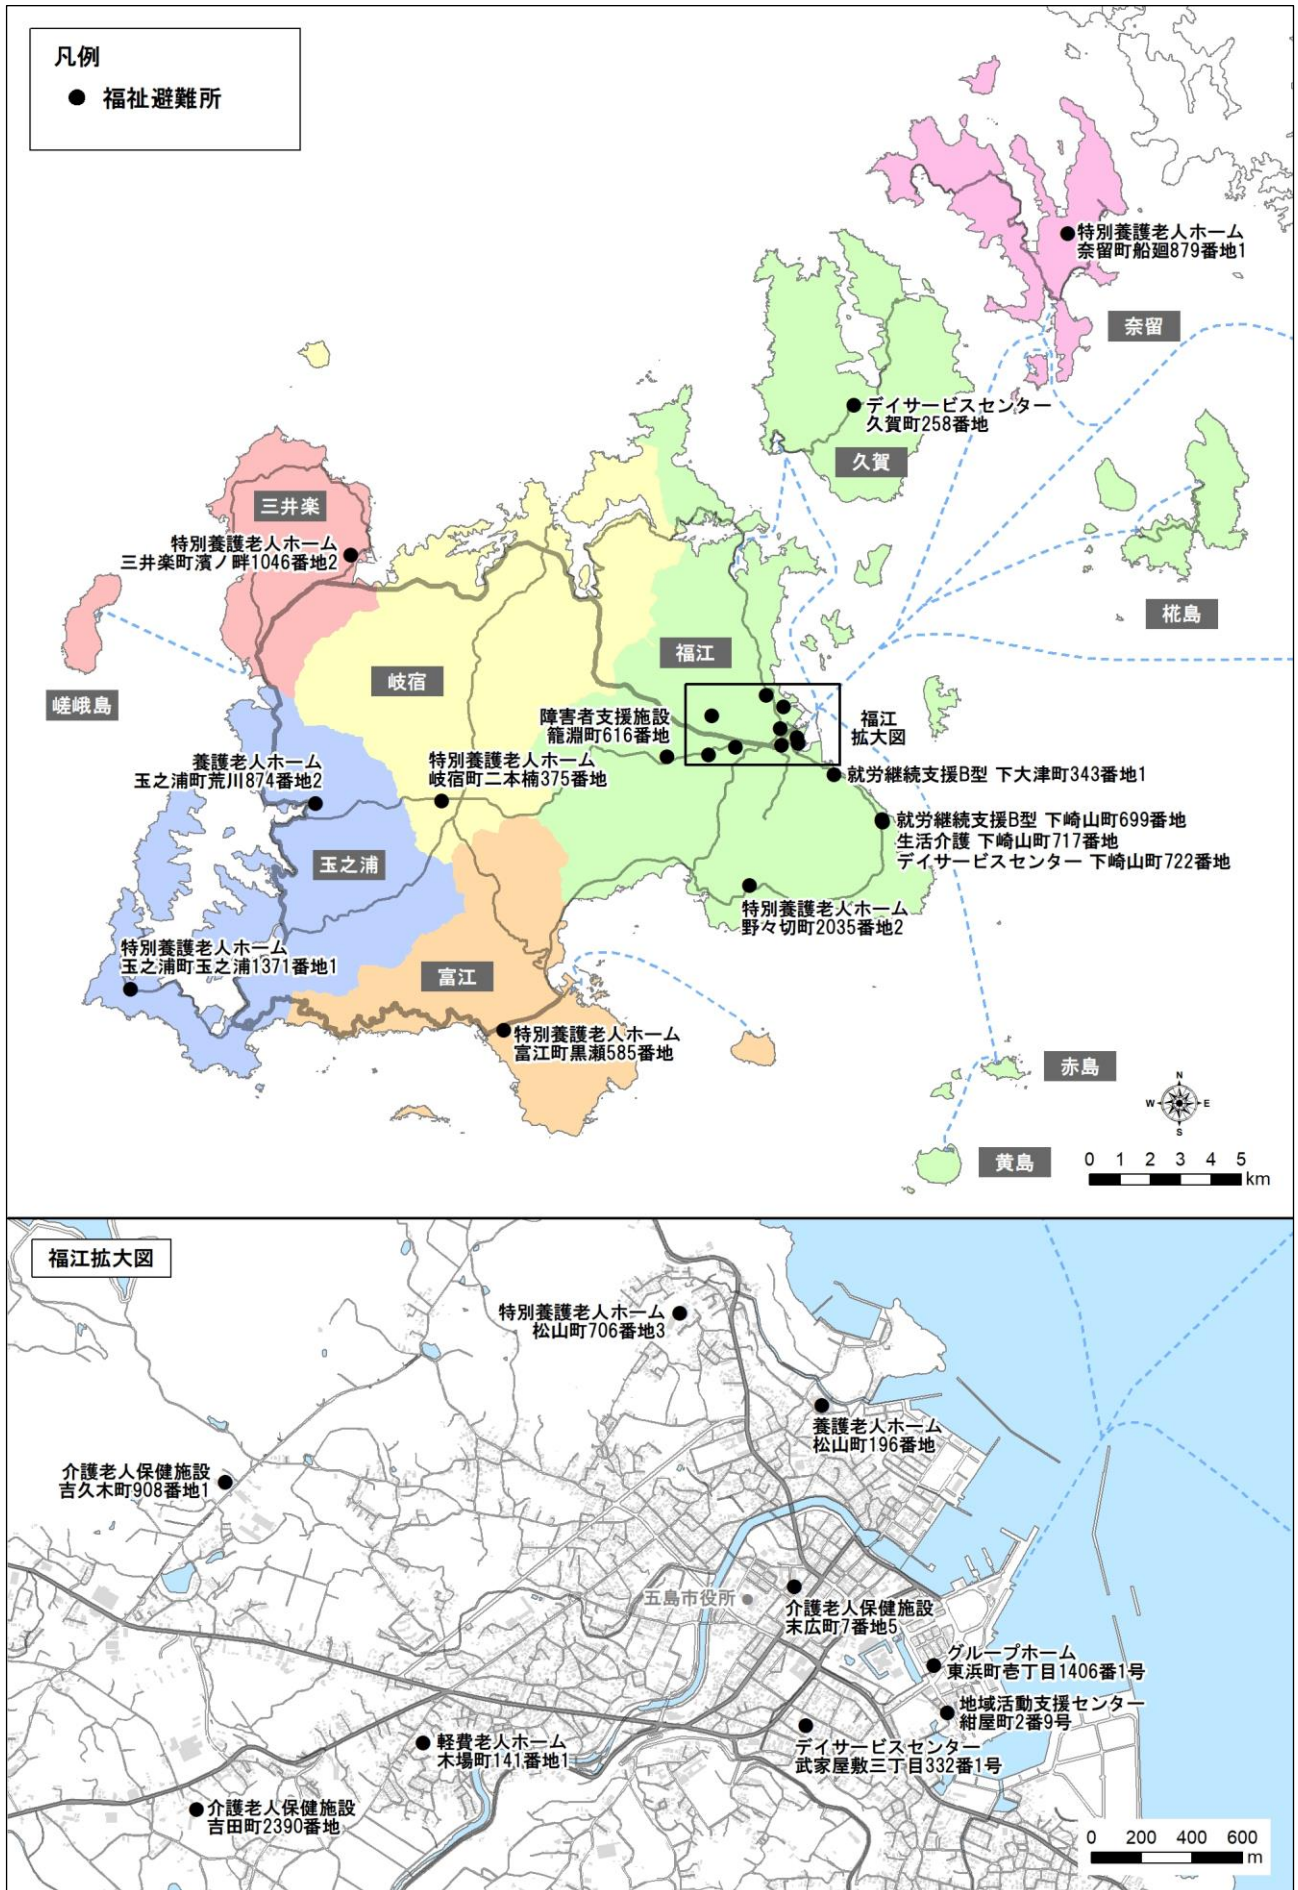 凡例
福祉避難所
特別養護老人ホーム
奈留町船廻879番地1
奈留
デイサービスセンター
久賀町258番地
久賀
三井楽
特別養護老人ホーム
三井楽町濱ノ畔1046番地2
椛島
嵯峨島
岐宿
福江
障害者支援施設
籠淵町616番地
福江
拡大図
養護老人ホーム
玉之浦町荒川874番地2
特別養護老人ホーム
岐宿町二本楠375番地
就労継続支援B型 下大津町343番地1
就労継続支援B型 下崎山町699番地
生活介護 下崎山町717番地
デイサービスセンター 下崎山町722番地
玉之浦
特別養護老人ホーム
野々切町2035番地2
特別養護老人ホーム
玉之浦町玉之浦1371番地1
富江
特別養護老人ホーム
富江町黒瀬585番地
赤島
N
W
E
S
黄島
0 1 2 3 4 5
km
福江拡大図
特別養護老人ホーム
松山町706番地3
養護老人ホーム
松山町196番地
介護老人保健施設
吉久木町908番地1
五島市役所
介護老人保健施設
末広町7番地5
グループホーム
東浜町壱丁目1406番1号
地域活動支援センター
紺屋町2番9号
デイサービスセンター
武家屋敷三丁目332番1号
軽費老人ホーム
木場町141番地1
介護老人保健施設
吉田町2390番地
0 200 400 600
m